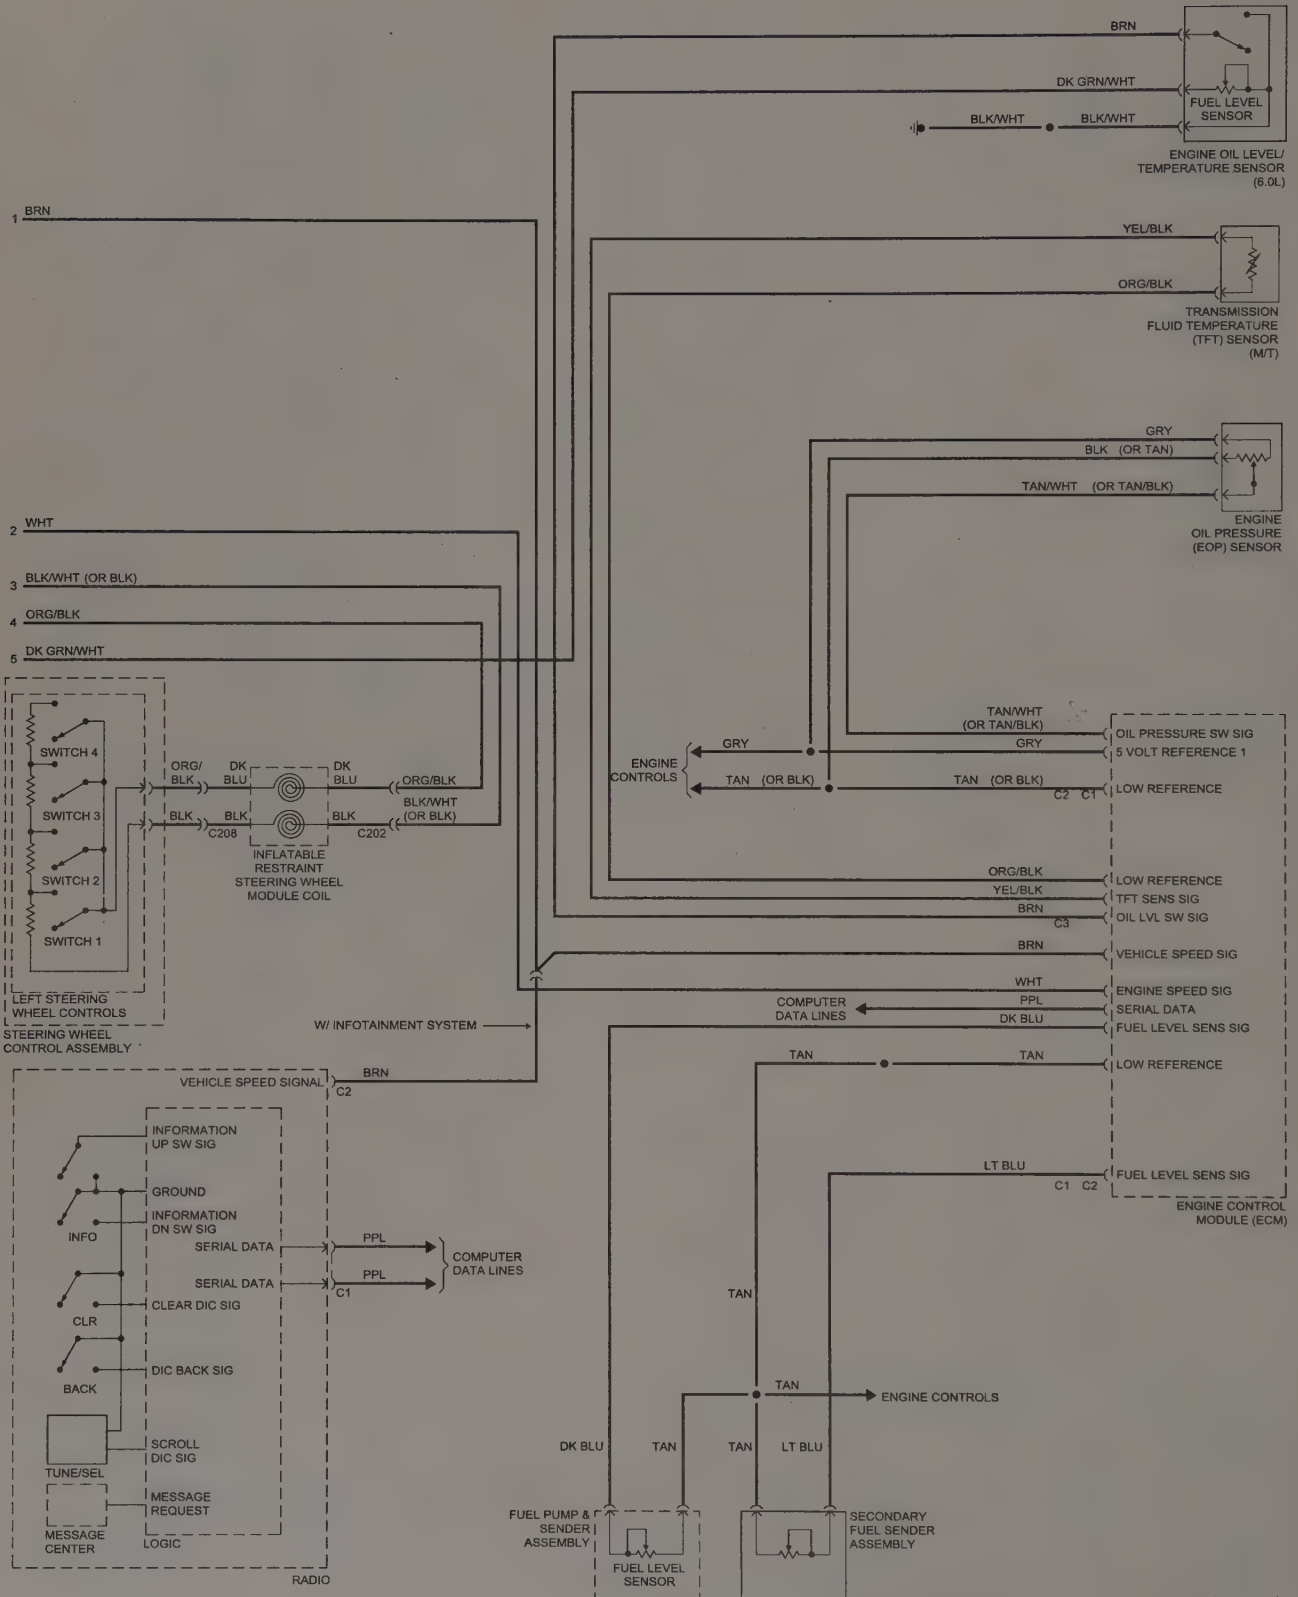 BRN
DK GRN/WHT
FUEL LEVEL
SENSOR
BLK/WHT
BLK/WHT
ENGINE OIL LEVEL/
TEMPERATURE SENSOR
(6.0L)
1 BRN
YEL/BLK
ORG/BLK
TRANSMISSION
FLUID TEMPERATURE
(TFT) SENSOR
(M/T)
GRY
BLK (OR TAN)
TAN/WHT (OR TAN/BLK)
ENGINE
OIL PRESSURE
(EOP) SENSOR
2 WHT
3 BLK/WHT (OR BLK)
4 ORG/BLK
5 DK GRN/WHT
SWITCH 4
SWITCH 3
SWITCH 2
SWITCH 1
LEFT STEERING
WHEEL CONTROLS
STEERING WHEEL
CONTROL ASSEMBLY
ORG/
BLK
DK
BLU
DK
BLU
ORG/BLK
BLK
C208
BLK
BLK
C202
BLK/WHT
(OR BLK)
INFLATABLE
RESTRAINT
STEERING WHEEL
MODULE COIL
ENGINE
CONTROLS
GRY
TAN (OR BLK)
TAN/WHT
(OR TAN/BLK)
OIL PRESSURE SW SIG
GRY
5 VOLT REFERENCE 1
TAN (OR BLK)
C2 C1
LOW REFERENCE
ORG/BLK
LOW REFERENCE
YEL/BLK
TFT SENS SIG
BRN
C3
OIL LVL SW SIG
BRN
VEHICLE SPEED SIG
WHT
ENGINE SPEED SIG
COMPUTER
DATA LINES
PPL
SERIAL DATA
DK BLU
FUEL LEVEL SENS SIG
TAN
TAN
LOW REFERENCE
LT BLU
C1 C2
FUEL LEVEL SENS SIG
ENGINE CONTROL
MODULE (ECM)
W/ INFOTAINMENT SYSTEM
VEHICLE SPEED SIGNAL
C2
BRN
INFORMATION
UP SW SIG
GROUND
INFORMATION
DN SW SIG
INFO
SERIAL DATA
PPL
SERIAL DATA
PPL
C1
COMPUTER
DATA LINES
CLEAR DIC SIG
CLR
DIC BACK SIG
BACK
SCROLL
DIC SIG
TUNE/SEL
MESSAGE
REQUEST
MESSAGE
CENTER
LOGIC
RADIO
TAN
TAN
ENGINE CONTROLS
DK BLU
TAN
TAN
LT BLU
FUEL PUMP &
SENDER
ASSEMBLY
FUEL LEVEL
SENSOR
SECONDARY
FUEL SENDER
ASSEMBLY